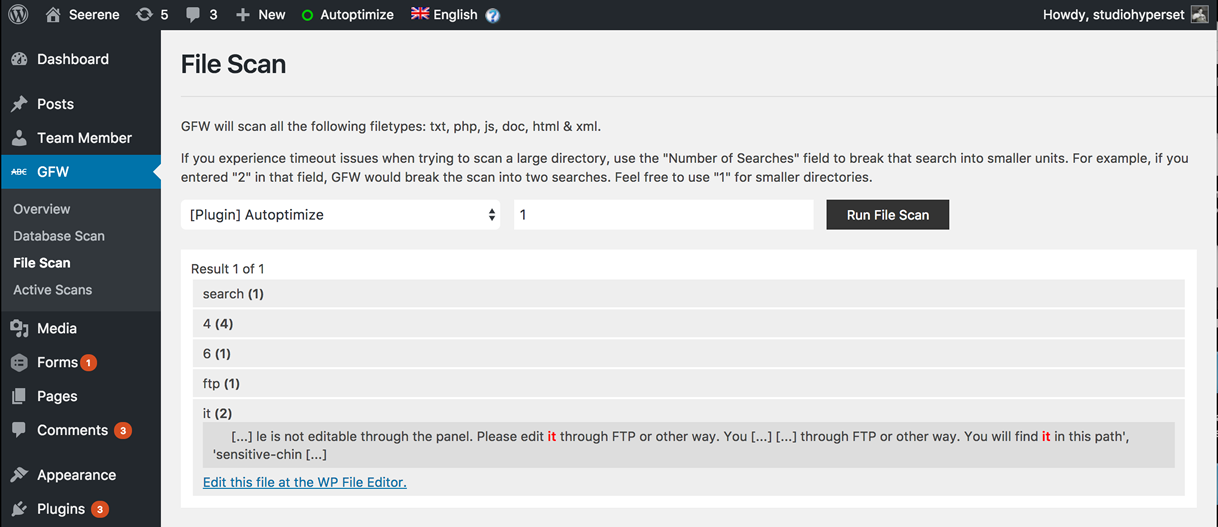 Seerene 5 3 New Autoptimize English ? Howdy, studiohyperset
Dashboard
Posts
Team Member
ABC GFW
Overview
Database Scan
File Scan
Active Scans
Media
Forms 1
Pages
Comments 3
Appearance
Plugins 3
File Scan
GFW will scan all the following filetypes: txt, php, js, doc, html & xml.
If you experience timeout issues when trying to scan a large directory, use the "Number of Searches" field to break that search into smaller units. For example, if you
entered "2" in that field, GFW would break the scan into two searches. Feel free to use "1" for smaller directories.
[Plugin] Autoptimize 1 Run File Scan
Result 1 of 1
search (1)
4 (4)
6 (1)
ftp (1)
it (2)
[...] le is not editable through the panel. Please edit it through FTP or other way. You [...] [...] through FTP or other way. You will find it in this path',
'sensitive-chin [...]
Edit this file at the WP File Editor.